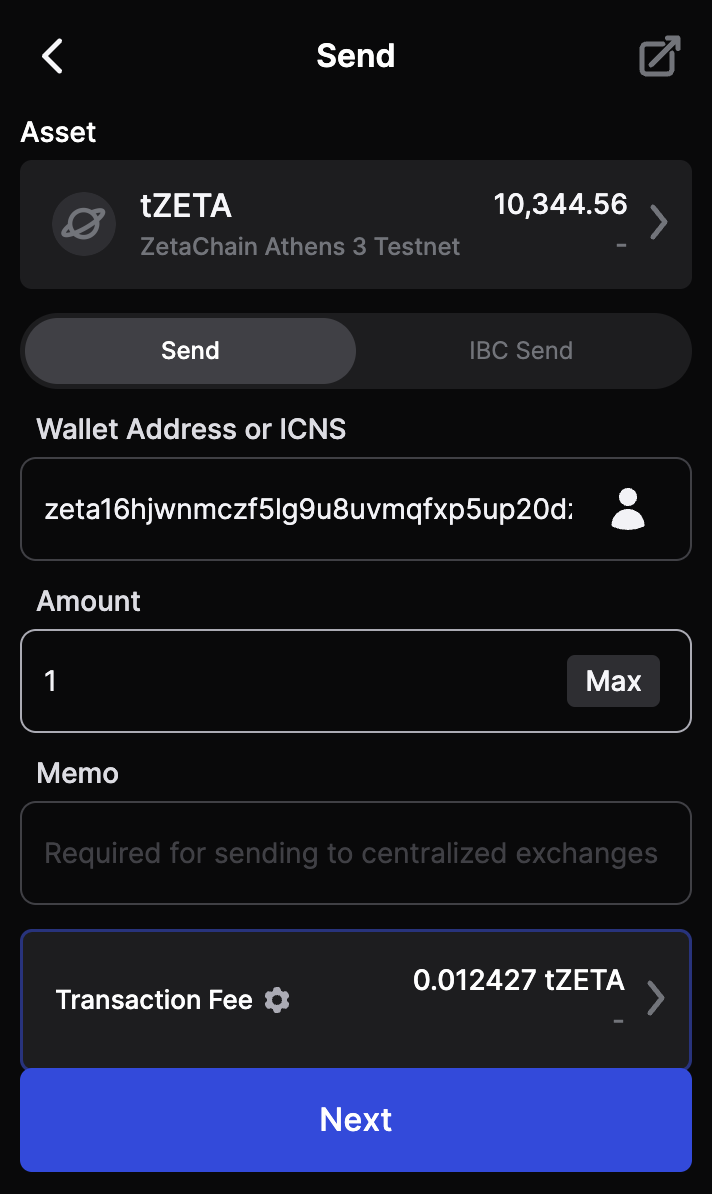 Send
Asset
tZETA 10,344.56
ZetaChain Athens 3 Testnet -
Send IBC Send
Wallet Address or ICNS
zeta16hjwnmczf5lg9u8uvmqfxp5up20dz
Amount
1 Max
Memo
Required for sending to centralized exchanges
Transaction Fee 0.012427 tZETA
-
Next